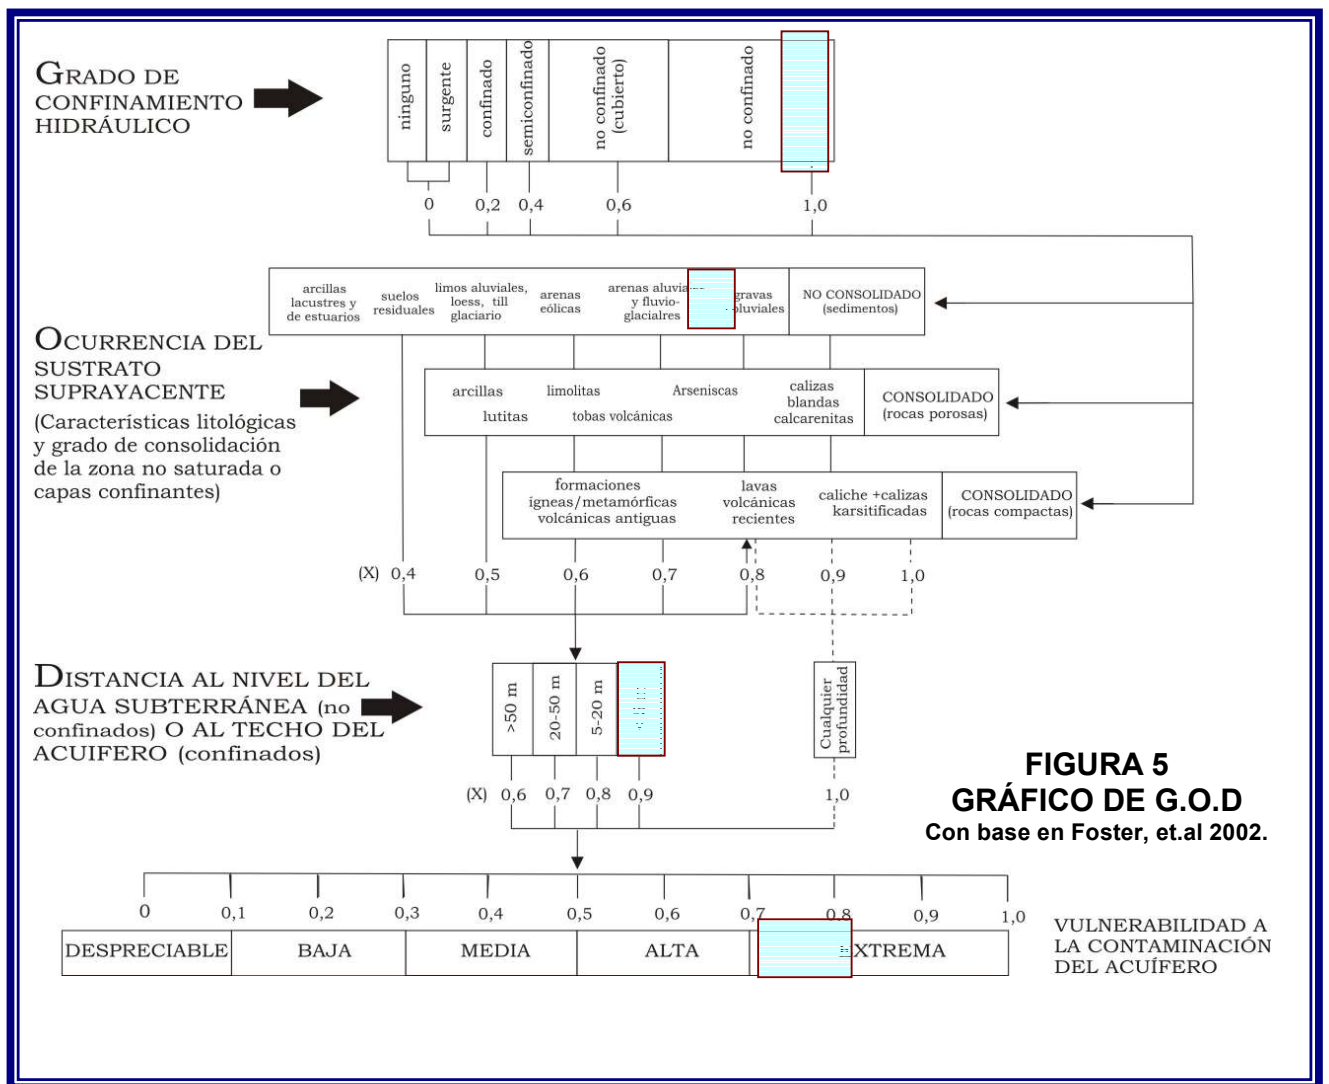 GRADO DE
CONFINAMIENTO
HIDRÁULICO
ninguno
surgente
confinado
semiconfinado
no confinado
(cubierto)
no confinado
0
0,2
0,4
0,6
1,0
arcillas
lacustres y
de estuarios
suelos
residuales
limos aluviales,
loess, till
glaciario
arenas
eólicas
arenas
y fluvio-
glacialres
gravas
NO CONSOLIDADO
(sedimentos)
OCURRENCIA DEL
SUSTRATO
SUPRAYACENTE
(Características litológicas
y grado de consolidación
de la zona no saturada o
capas confinantes)
arcillas
lutitas
limolitas
tobas volcánicas
Arseniscas
calizas
blandas
calcarenitas
CONSOLIDADO
(rocas porosas)
formaciones
ígneas/metamórficas
volcánicas antiguas
lavas
volcánicas
recientes
caliche +calizas
karsitificadas
CONSOLIDADO
(rocas compactas)
(X) 0,4
0,5
0,6
0,7
0,8
0,9
1,0
DISTANCIA AL NIVEL DEL
AGUA SUBTERRÁNEA (no
confinados) O AL TECHO DEL
ACUIFERO (confinados)
>50 m
20-50 m
5-20 m
Cualquier
profundidad
(X) 0,6
0,7
0,8
0,9
1,0
FIGURA 5
GRÁFICO DE G.O.D
Con base en Foster, et.al 2002.
0
0,1
0,2
0,3
0,4
0,5
0,6
0,7
0,8
0,9
1,0
DESPRECIABLE
BAJA
MEDIA
ALTA
XTREMA
VULNERABILIDAD A
LA CONTAMINACIÓN
DEL ACUÍFERO